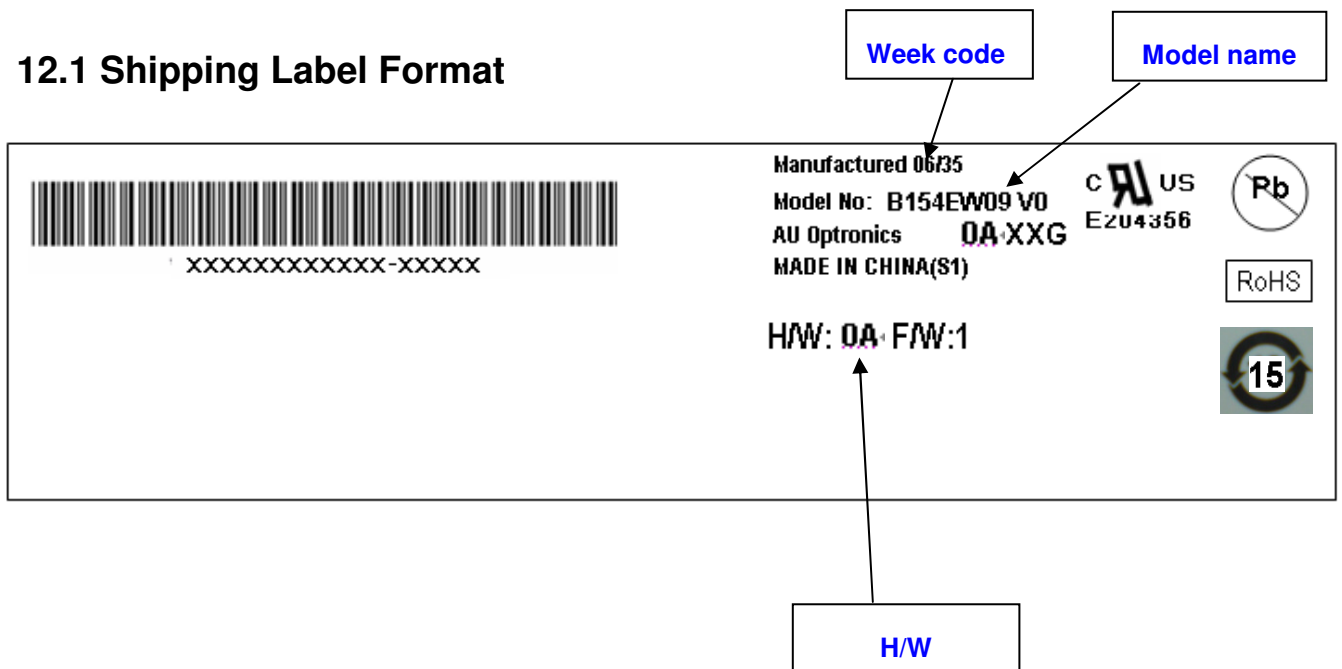 12.1 Shipping Label Format
Week code
Model name
Manufactured 06/35
Model No: B154EW09 V0
AU Optronics 0A XXG
MADE IN CHINA(S1)
c US
E204356
Pb
xxxxxxxxxxxx-xxxxx
RoHS
H/W: 0A F/W:1
15
H/W